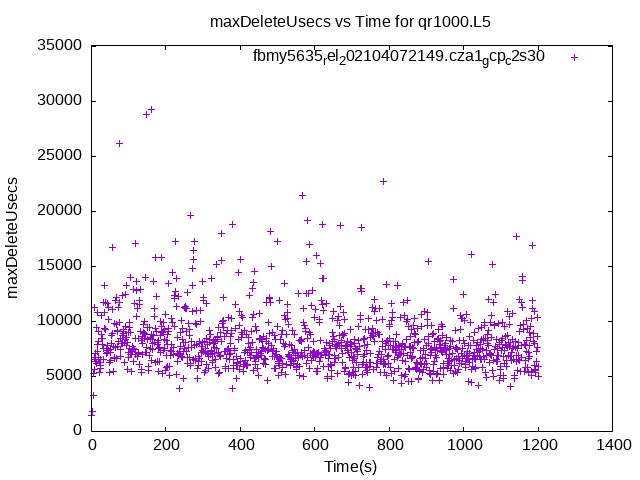 maxDeleteUsecs vs Time for qr1000.L5
fbmy5635rel202104072149.cza1gcpc2s30
35000
30000
25000
20000
15000
10000
5000
0
maxDeleteUsecs
0 200 400 600 800 1000 1200 1400
Time(s)